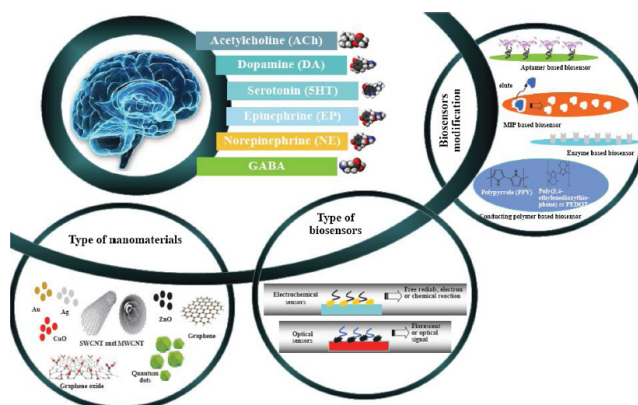 Acetylcholine (ACh)
Dopamine (DA)
Serotonin (5HT)
Epinephrine (EP)
Norepinephrine (NE)
GABA
Biosensors
modification
Aptamer based biosensor
elute
MIP based biosensor
Enzyme based biosensor
Polypyrrole (PPY)
Poly(3,4-
ethylenedioxythio-
phene) or PEDOT
Conducting polymer based biosensor
Type of nanomaterials
Au
Ag
CuO
SWCNT and MWCNT
ZnO
Graphene
Graphene oxide
Quantum
dots
Type of
biosensors
Electrochemical
sensors
Free redials, electrox
or chemical reaction
Optical
sensors
Florescent
or optical
signal